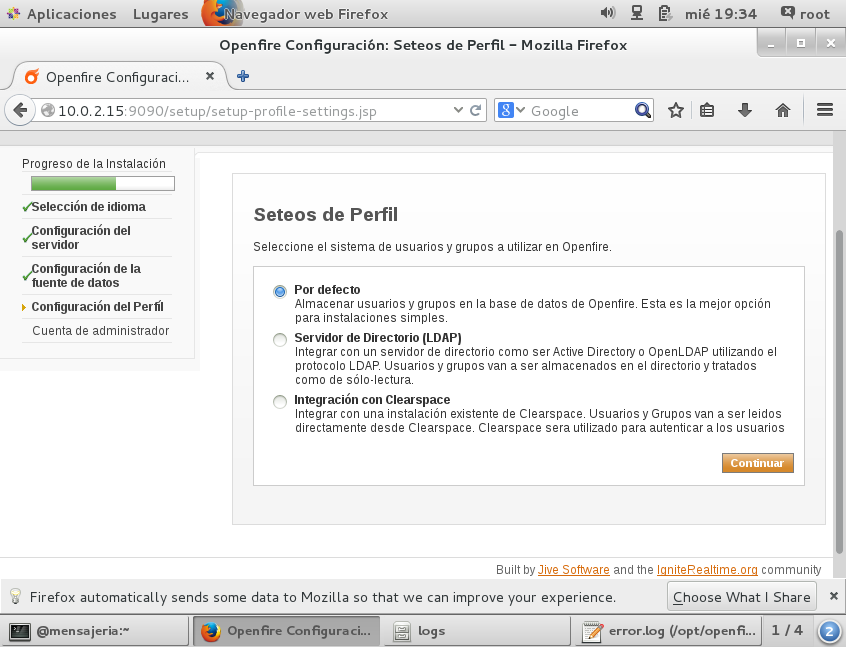 Aplicaciones Lugares Navegador web Firefox mié 19:34 root
Openfire Configuración: Seteos de Perfil - Mozilla Firefox
Openfire Configuraci...
10.0.2.15:9090/setup/setup-profile-settings.jsp
Google
Progreso de la Instalación
Selección de idioma
Configuración del
servidor
Configuración de la
fuente de datos
Configuración del Perfíl
Cuenta de administrador
Seteos de Perfil
Seleccione el sistema de usuarios y grupos a utilizar en Openfire.
Por defecto
Almacenar usuarios y grupos en la base de datos de Openfire. Esta es la mejor opción
para instalaciones simples.
Servidor de Directorio (LDAP)
Integrar con un servidor de directorio como ser Active Directory o OpenLDAP utilizando el
protocolo LDAP. Usuarios y grupos van a ser almacenados en el directorio y tratados
como de sólo-lectura.
Integración con Clearspace
Integrar con una instalación existente de Clearspace. Usuarios y Grupos van a ser leidos
directamente desde Clearspace. Clearspace sera utilizado para autenticar a los usuarios
Continuar
Built by Jive Software and the IgniteRealtime.org community
Firefox automatically sends some data to Mozilla so that we can improve your experience.
Choose What I Share
@mensajeria:~
Openfire Configuraci...
logs
error.log (/opt/openfi...
1 / 4
2